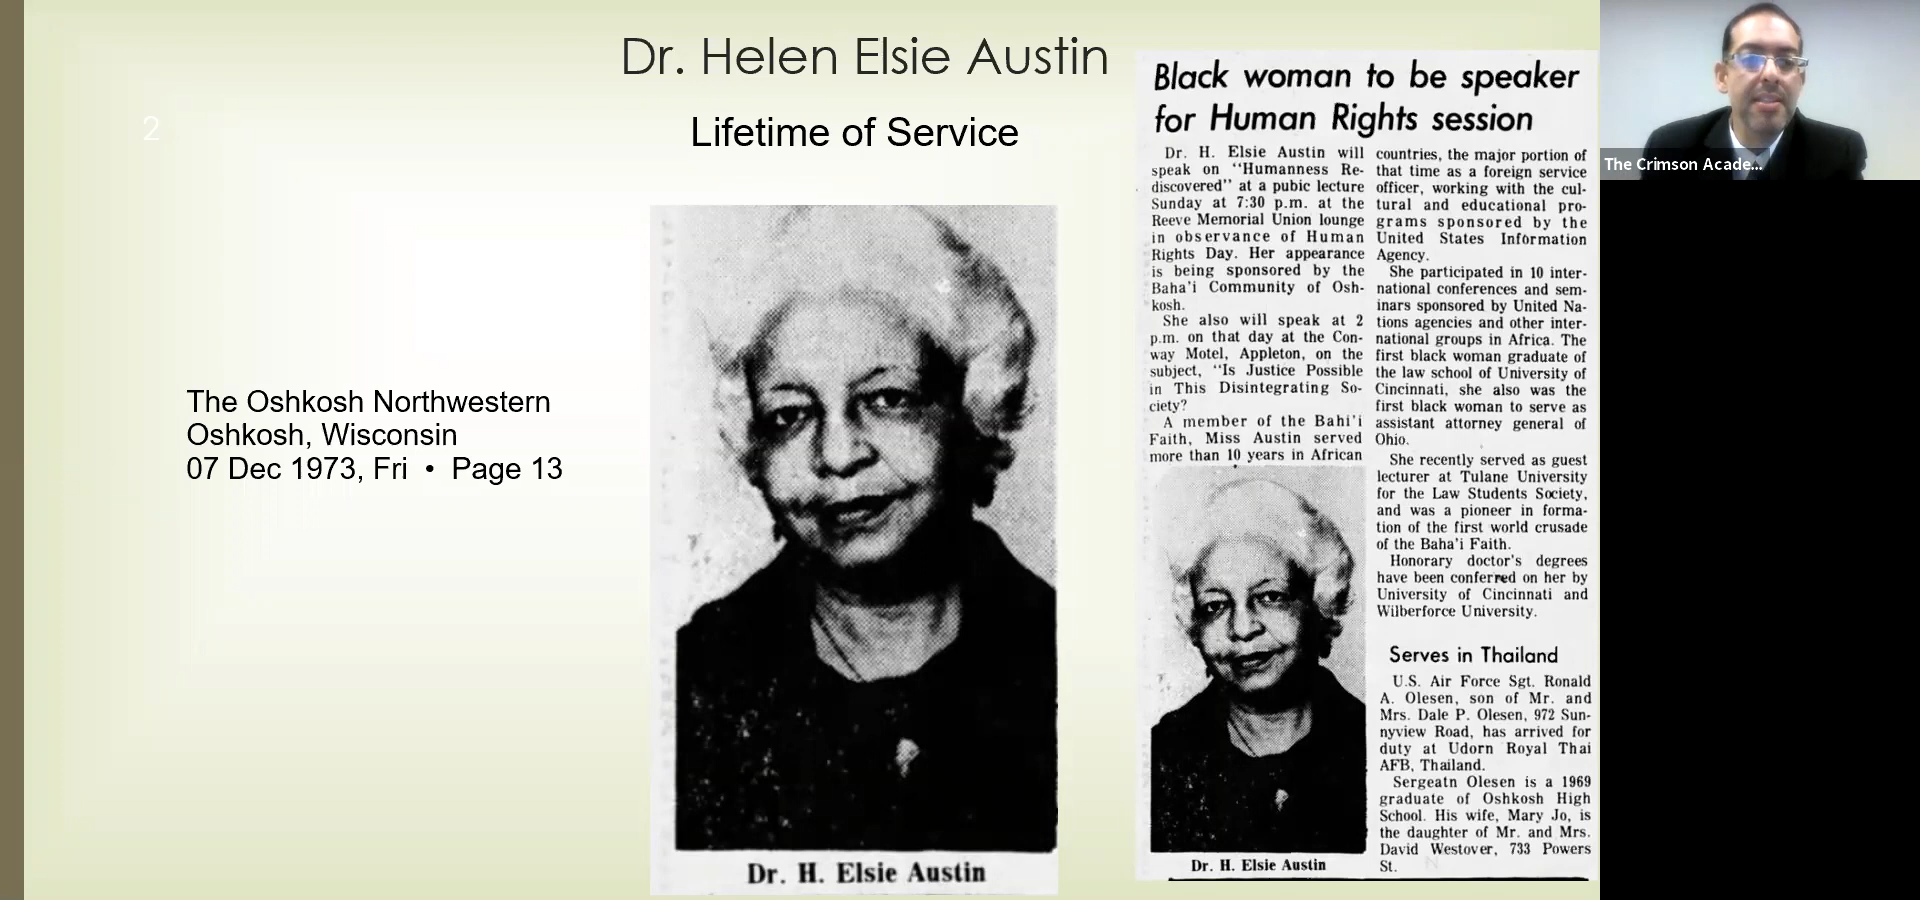 Dr. Helen Elsie Austin
2
Lifetime of Service
The Oshkosh Northwestern
Oshkosh, Wisconsin
07 Dec 1973, Fri • Page 13
Dr. H. Elsie Austin
Black woman to be speaker
for Human Rights session
Dr. H. Elsie Austin will
speak on "Humanness Re-
discovered" at a pubic lecture
Sunday at 7:30 p.m. at the
Reeve Memorial Union lounge
in observance of Human
Rights Day. Her appearance
is being sponsored by the
Baha'i Community of Osh-
kosh.
She also will speak at 2
p.m. on that day at the Con-
way Motel, Appleton, on the
subject, "Is Justice Possible
in This Disintegrating So-
ciety?
A member of the Bahi'i
Faith, Miss Austin served
more than 10 years in African
Dr. H. Elsie Austin
countries, the major portion of
that time as a foreign service
officer, working with the cul-
tural and educational pro-
grams sponsored by the
United States Information
Agency.
She participated in 10 inter-
national conferences and sem-
inars sponsored by United Na-
tions agencies and other inter-
national groups in Africa. The
first black woman graduate of
the law school of University of
Cincinnati, she also was the
first black woman to serve as
assistant attorney general of
Ohio.
She recently served as guest
lecturer at Tulane University
for the Law Students Society,
and was a pioneer in forma-
tion of the first world crusade
of the Baha'i Faith.
Honorary doctor's degrees
have been conferred on her by
University of Cincinnati and
Wilberforce University.
Serves in Thailand
U.S. Air Force Sgt. Ronald
A. Olesen, son of Mr. and
Mrs. Dale P. Olesen, 972 Sun-
nyview Road, has arrived for
duty at Udorn Royal Thai
AFB, Thailand.
Sergeatn Olesen is a 1969
graduate of Oshkosh High
School. His wife, Mary Jo, is
the daughter of Mr. and Mrs.
David Westover, 733 Powers
St.
The Crimson Acade...